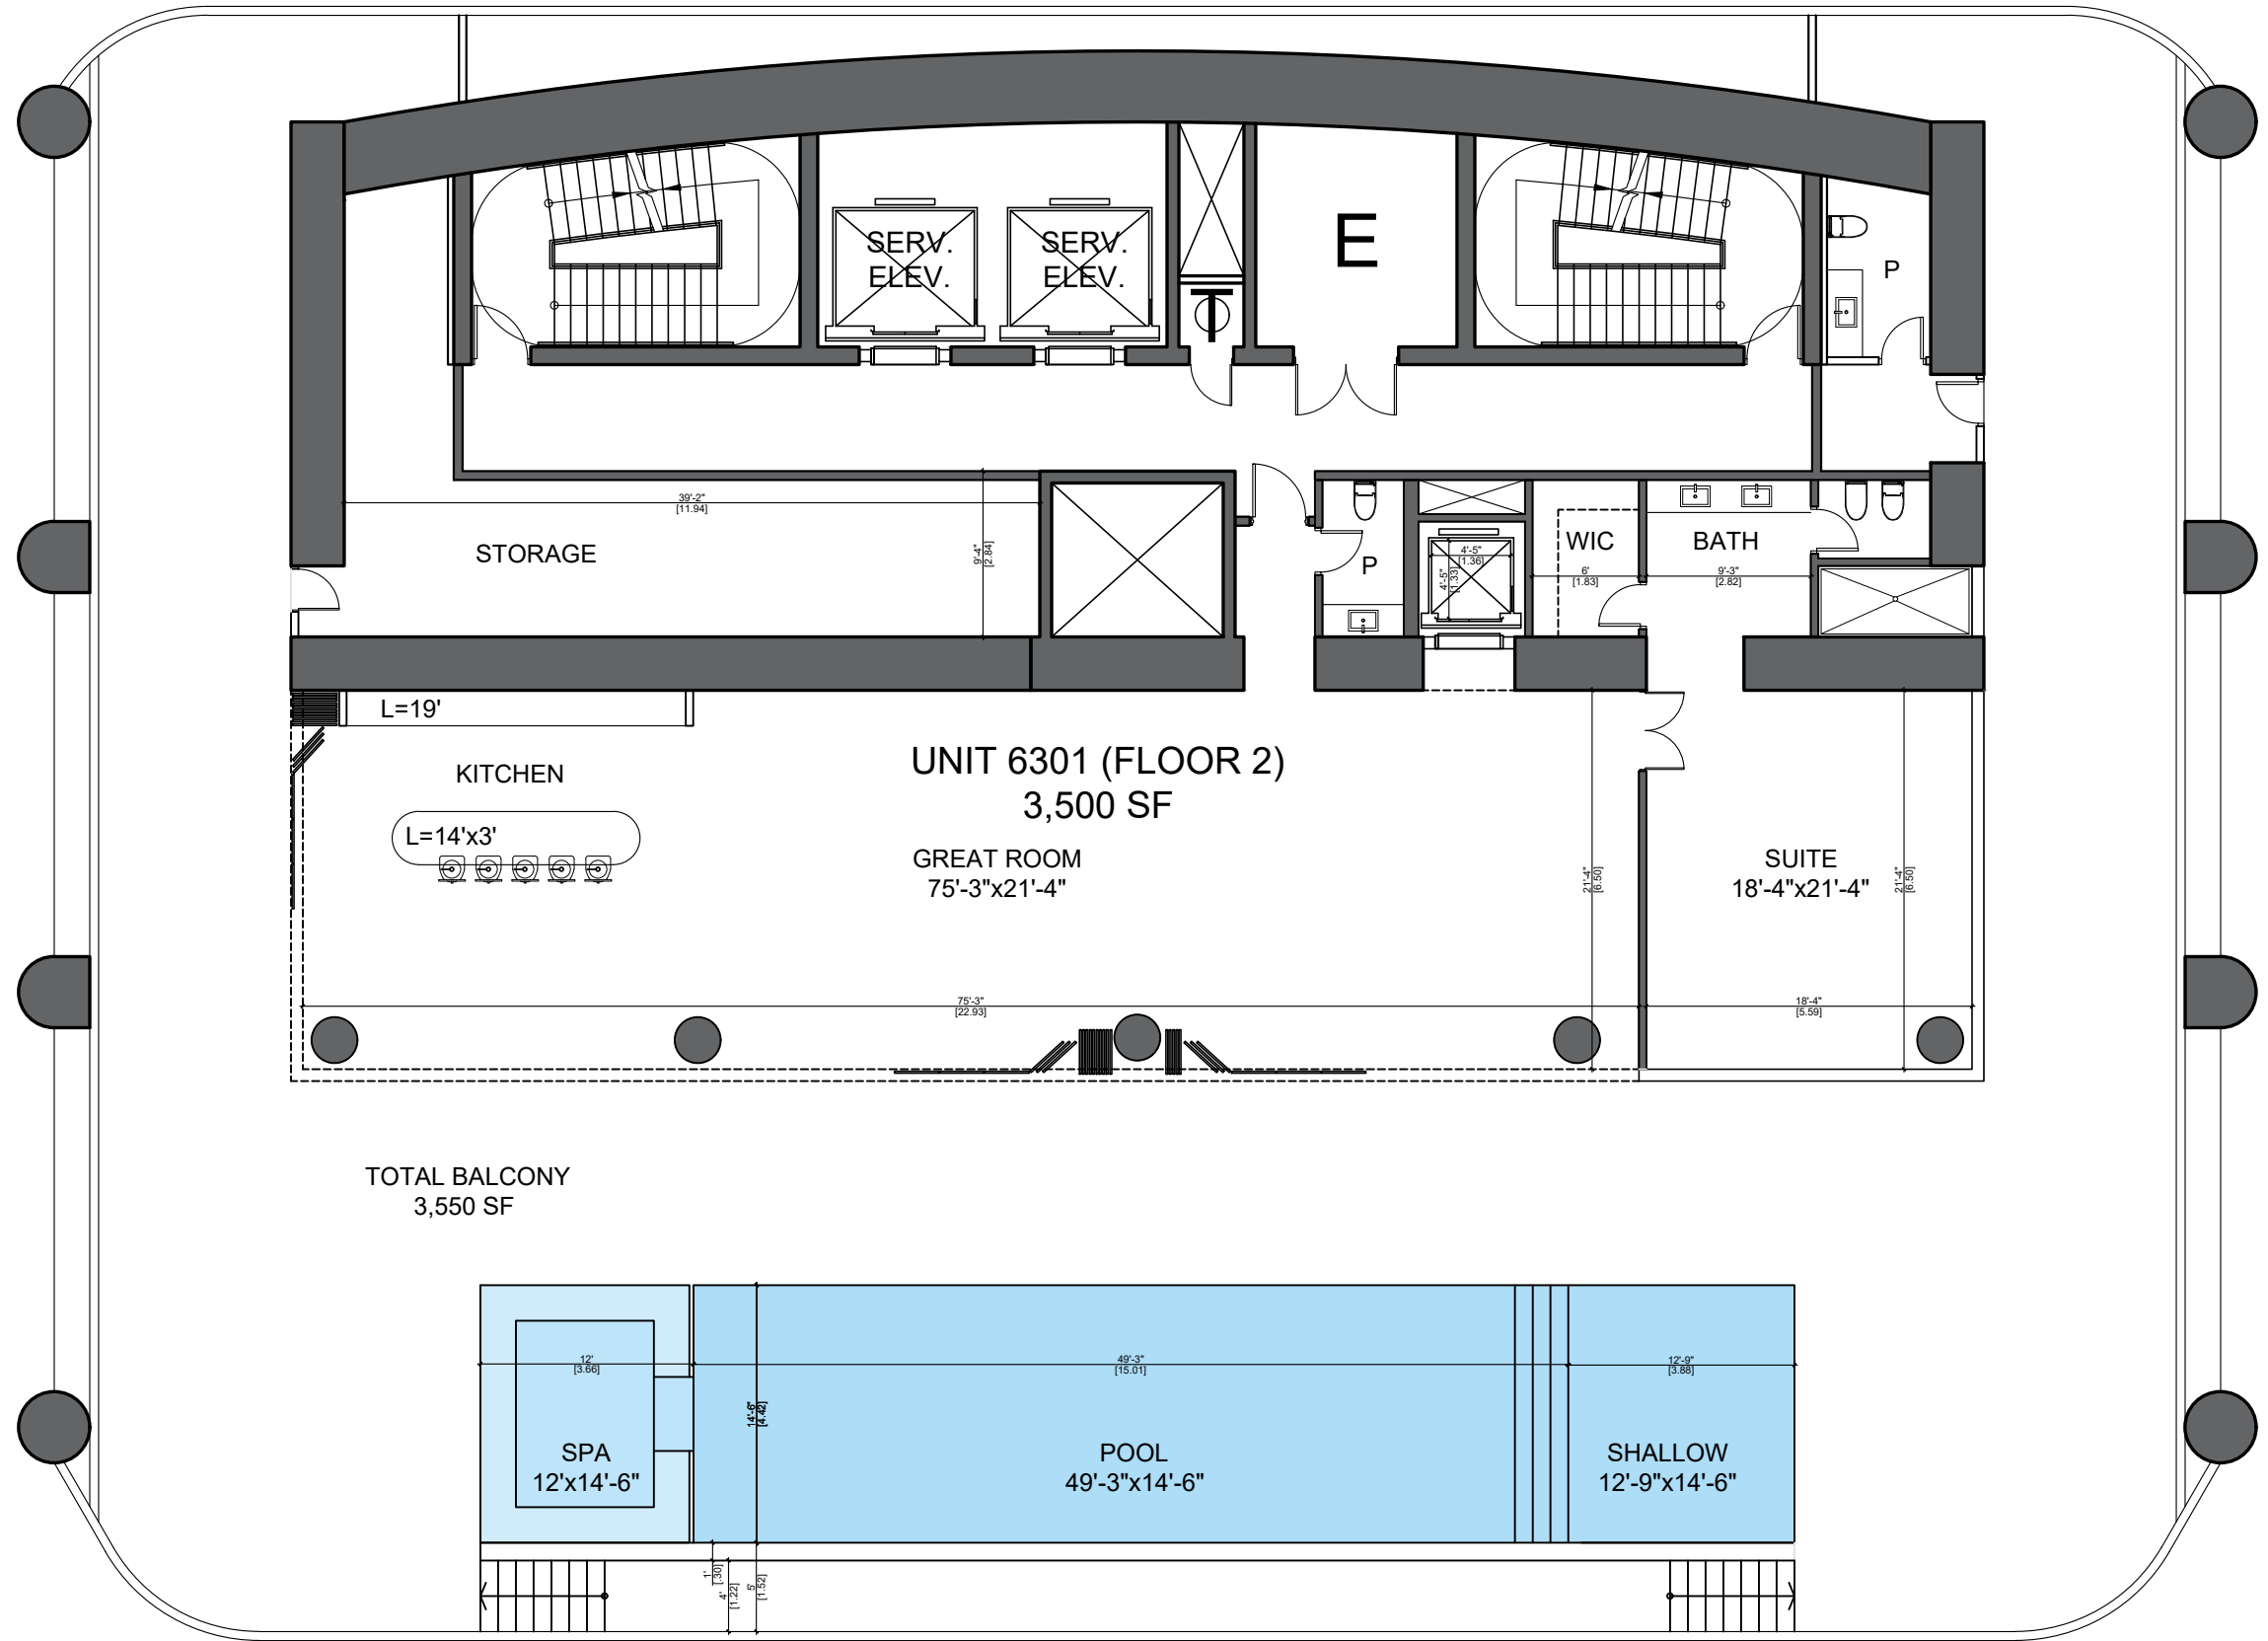 SERV.
ELEV.
SERV.
ELEV.
T
E
P
39'-2"
[11.94]
STORAGE
9'-4"
[2.84]
P
4'-5"
[1.36]
4'-5"
[1.33]
WIC
6'
[1.83]
BATH
9'-3"
[2.82]
L=19'
KITCHEN
L=14'x3'
UNIT 6301 (FLOOR 2)
3,500 SF
GREAT ROOM
75'-3"x21'-4"
21'-4"
[6.50]
SUITE
18'-4"x21'-4"
21'-4"
[6.50]
75'-3"
[22.93]
18'-4"
[5.59]
TOTAL BALCONY
3,550 SF
12'
[3.66]
49'-3"
[15.01]
12'-9"
[3.88]
14'-6"
[4.42]
SPA
12'x14'-6"
POOL
49'-3"x14'-6"
SHALLOW
12'-9"x14'-6"
1'
[.30]
4'
[1.22]
5'
[1.52]